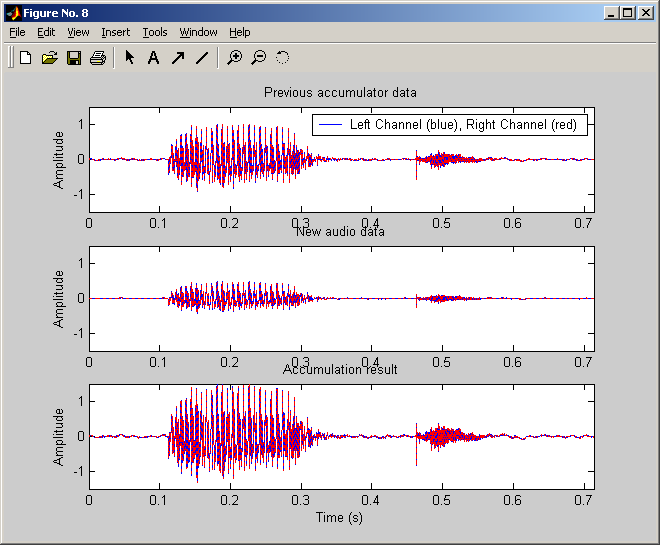 Figure No. 8
File Edit View Insert Tools Window Help
A
Previous accumulator data
Left Channel (blue), Right Channel (red)
Amplitude
1
0
-1
0 0.1 0.2 0.3 0.4 0.5 0.6 0.7
New audio data
Amplitude
1
0
-1
0 0.1 0.2 0.3 0.4 0.5 0.6 0.7
Accumulation result
Amplitude
1
0
-1
0 0.1 0.2 0.3 0.4 0.5 0.6 0.7
Time (s)